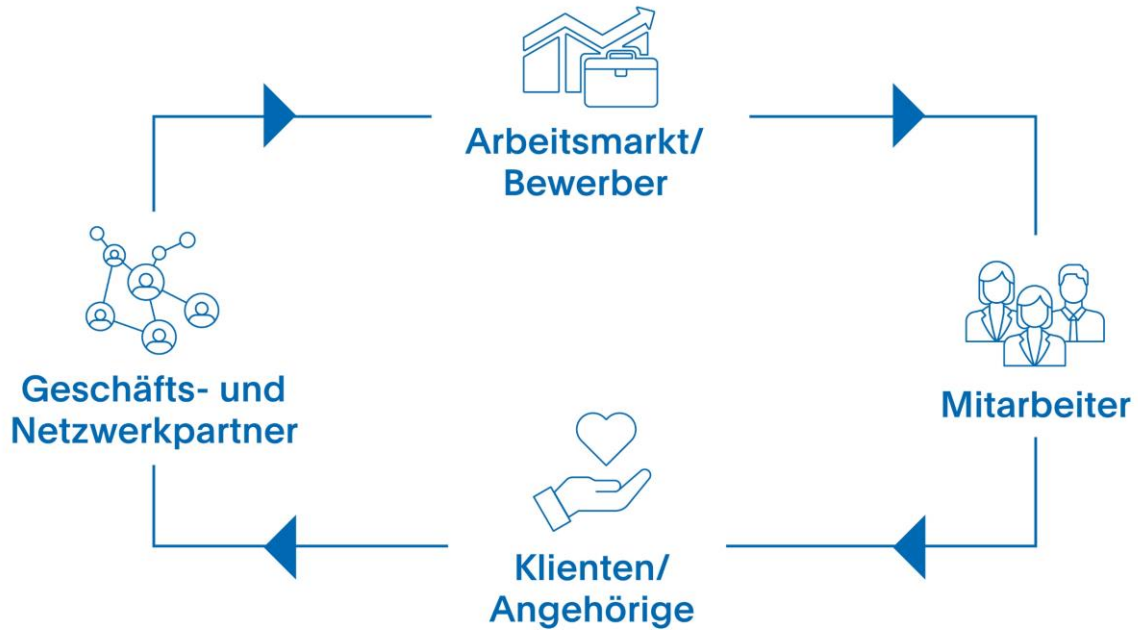 Arbeitsmarkt/
Bewerber
Geschäfts- und
Netzwerkpartner
Mitarbeiter
Klienten/
Angehörige